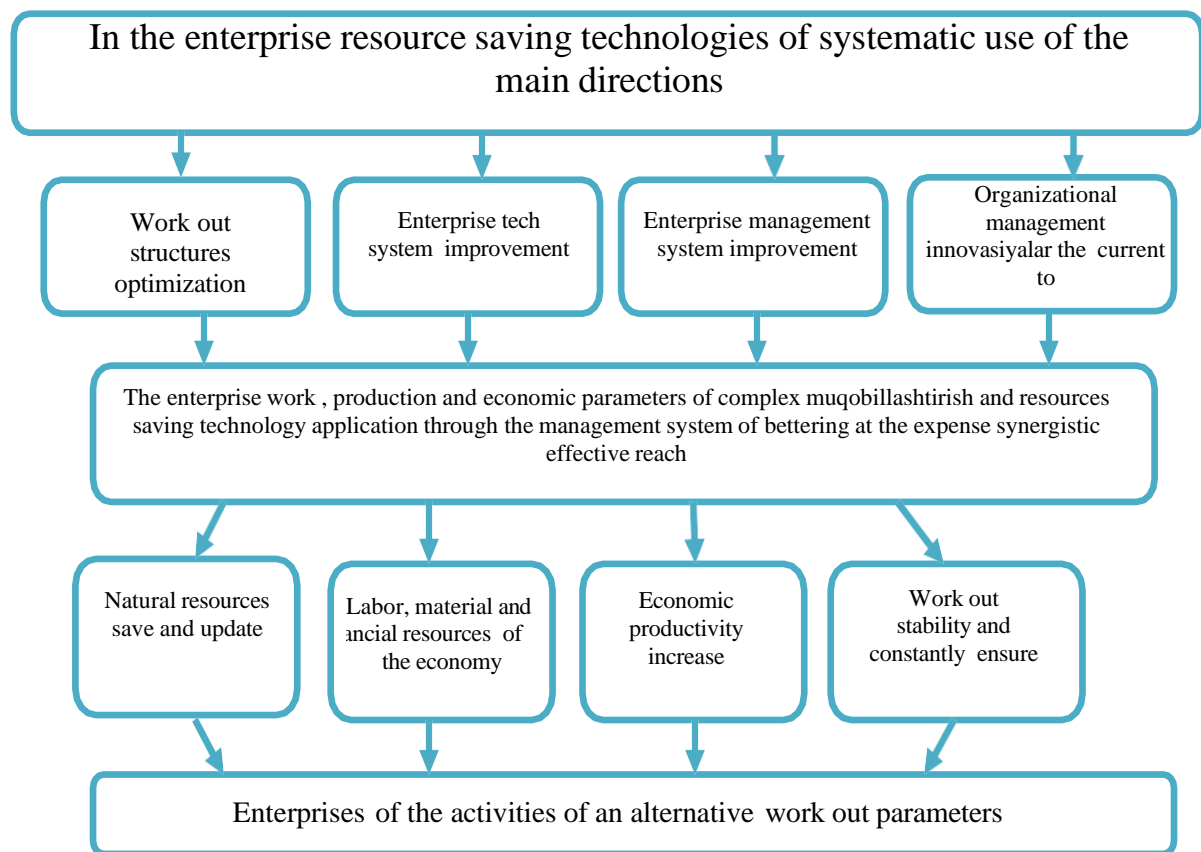 In the enterprise resource saving technologies of systematic use of the
main directions
Work out
structures
optimization
Enterprise tech
system improvement
Enterprise management
system improvement
Organizational
management
innovasiyalar the current
to
The enterprise work , production and economic parameters of complex muqobillashtirish and resources
saving technology application through the management system of bettering at the expense synergistic
effective reach
Natural resources
save and update
Labor, material and
ancial resources of
the economy
Economic
productivity
increase
Work out
stability and
constantly ensure
Enterprises of the activities of an alternative work out parameters